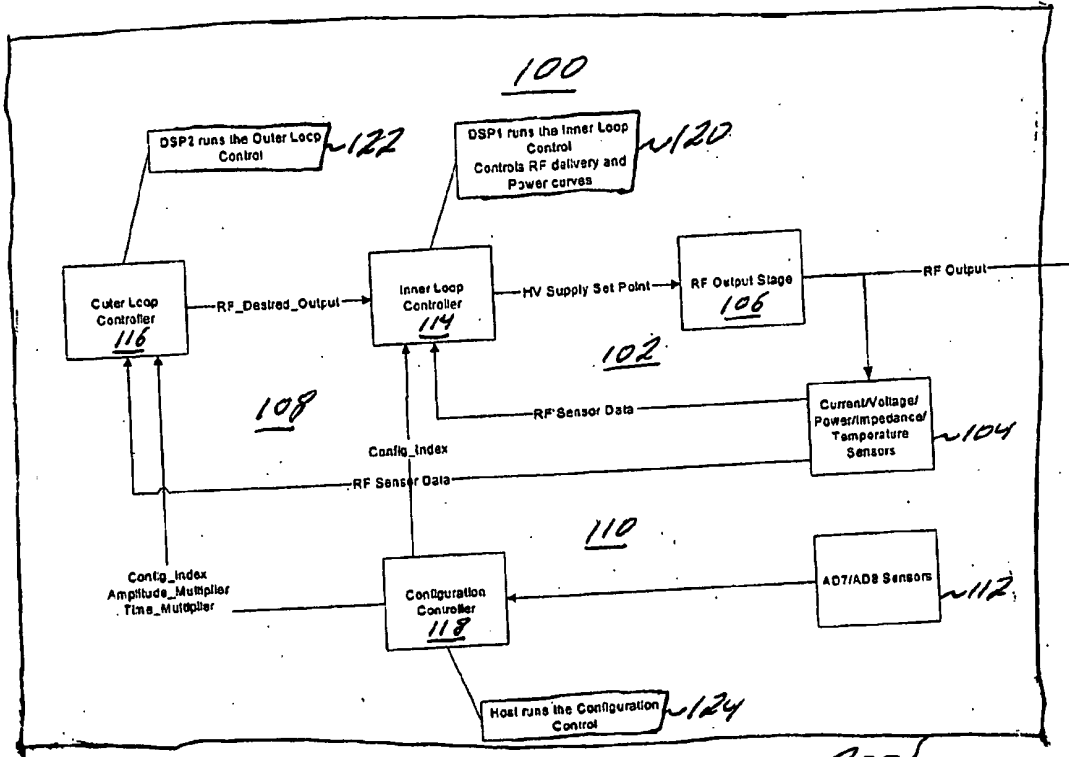 100
DSP2 runs the Outer Loop
Control
122
DSP1 runs the Inner Loop
Control
Controls RF delivery and
Power curves
120
Outer Loop
Controller
116
RF_Desired_Output
Inner Loop
Controller
114
HV Supply Set Point
RF Output Stage
106
RF Output
102
108
RF Sensor Data
Current/Voltage/
Power/Impedance/
Temperature
Sensors
104
Config_Index
RF Sensor Data
110
Config_Index
Amplitude_Multiplier
Time_Multiplier
Configuration
Controller
118
AD7/AD8 Sensors
112
Host runs the Configuration
Control
124